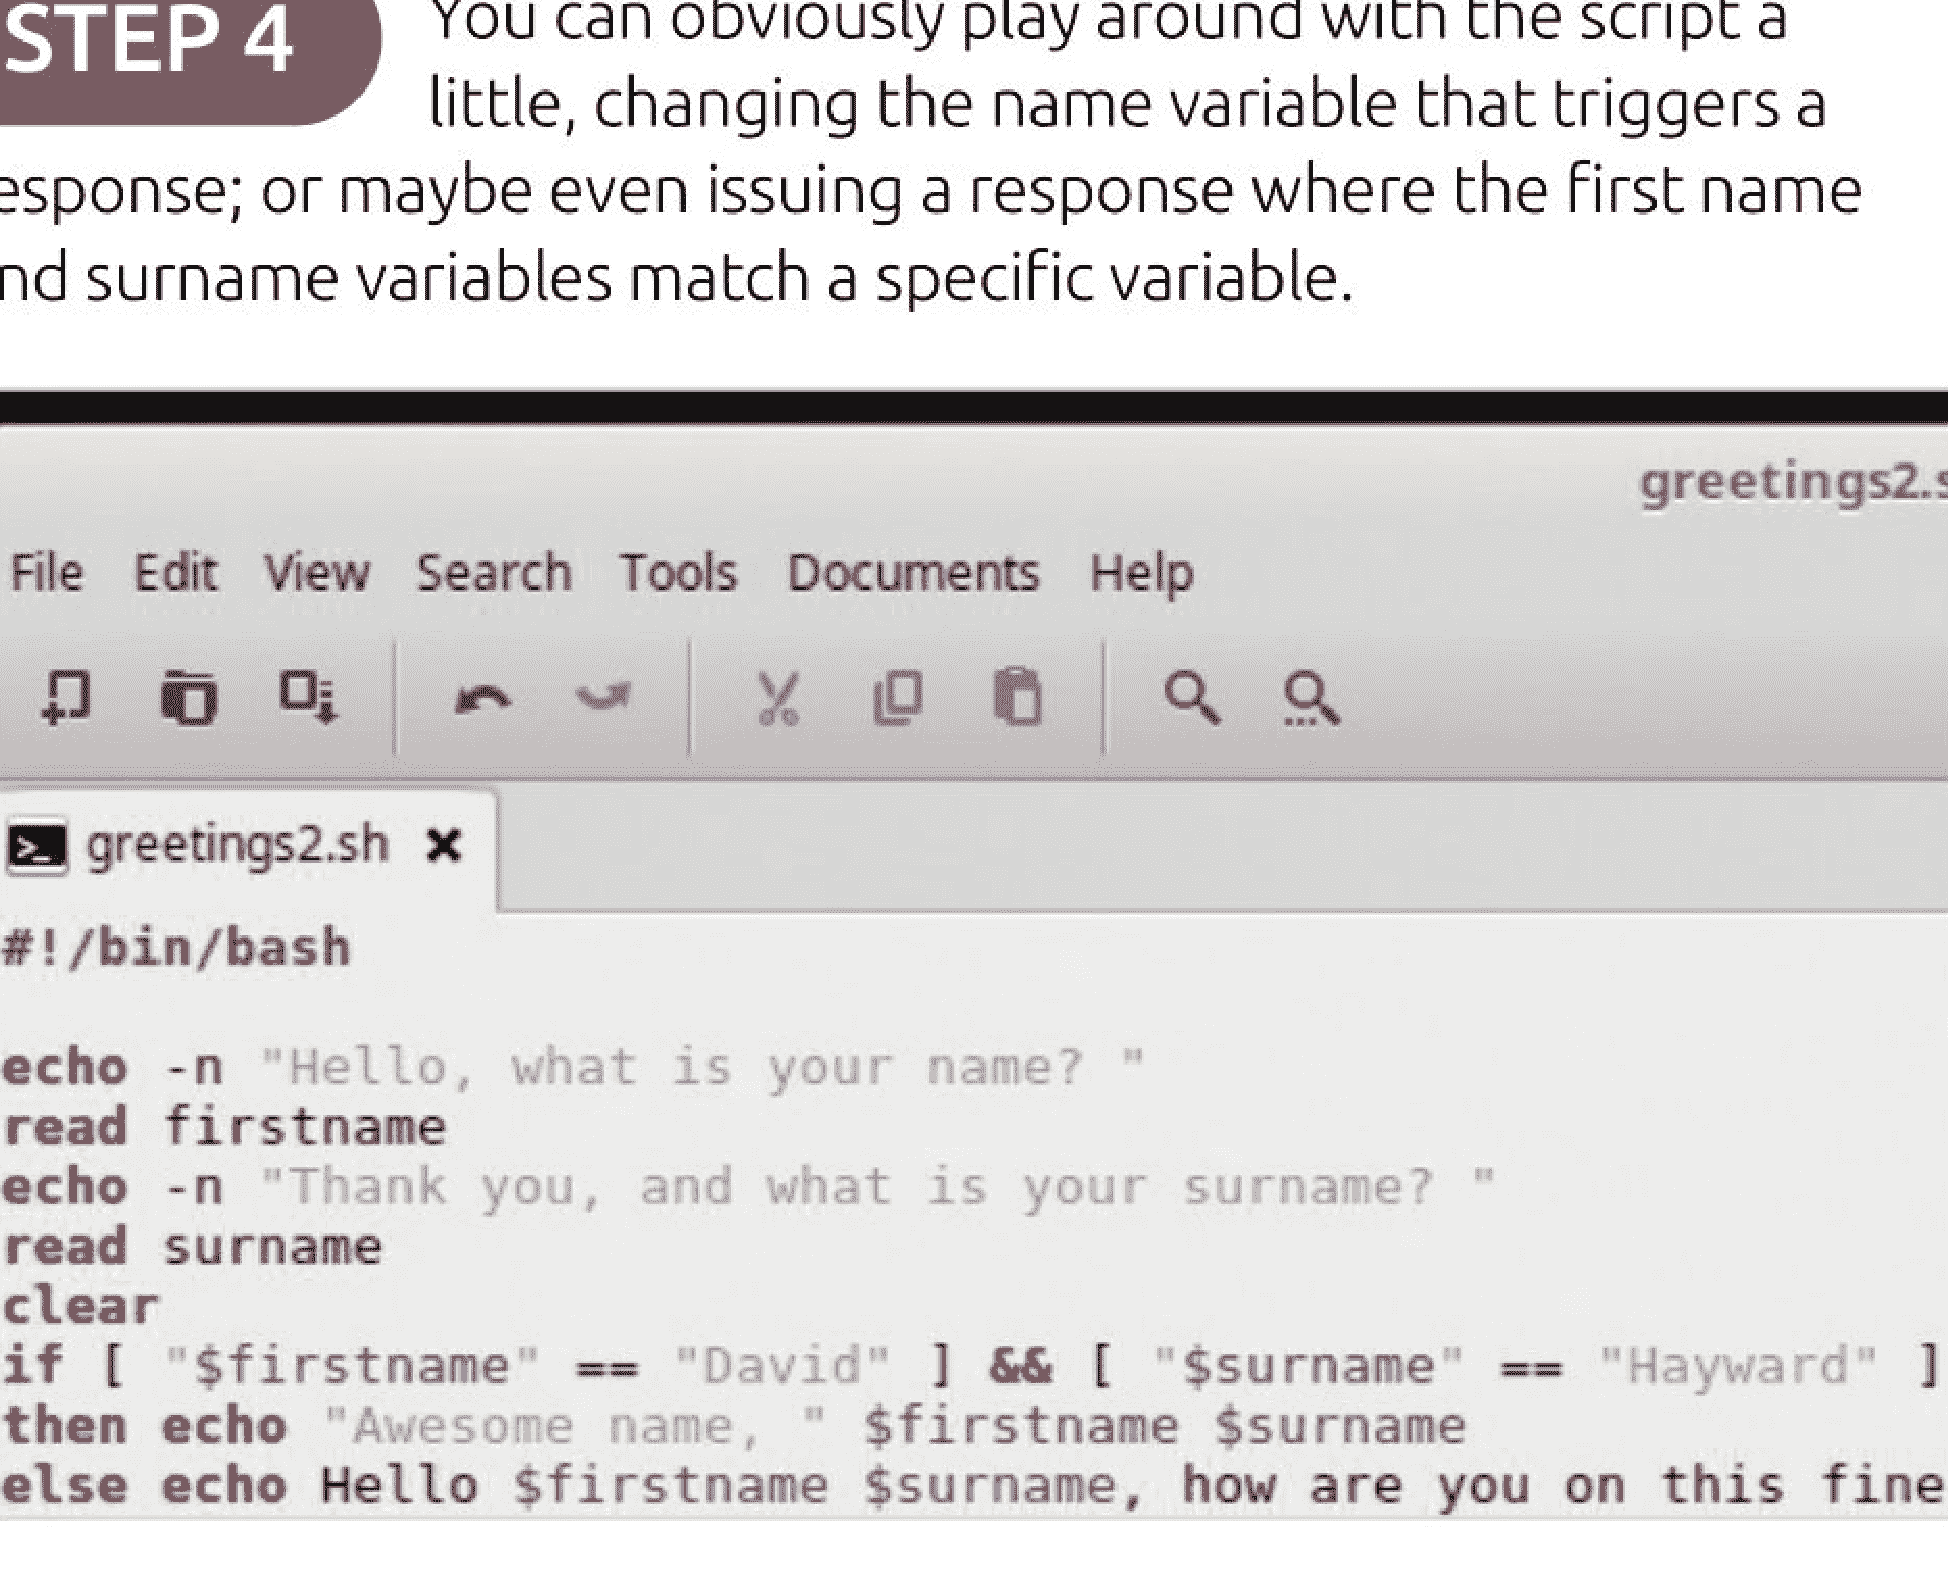 STEP 4
You can obviously play around with the script a
little, changing the name variable that triggers a
esponse; or maybe even issuing a response where the first name
nd surname variables match a specific variable.
greetings2.s
File Edit View Search Tools Documents Help
greetings2.sh
#!/bin/bash
echo -n "Hello, what is your name? "
read firstname
echo -n "Thank you, and what is your surname? "
read surname
clear
if [ "$firstname" == "David" ] && [ "$surname" == "Hayward" ]
then echo "Awesome name, " $firstname $surname
else echo Hello $firstname $surname, how are you on this fine